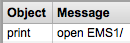 Object Message
print open EMS1/